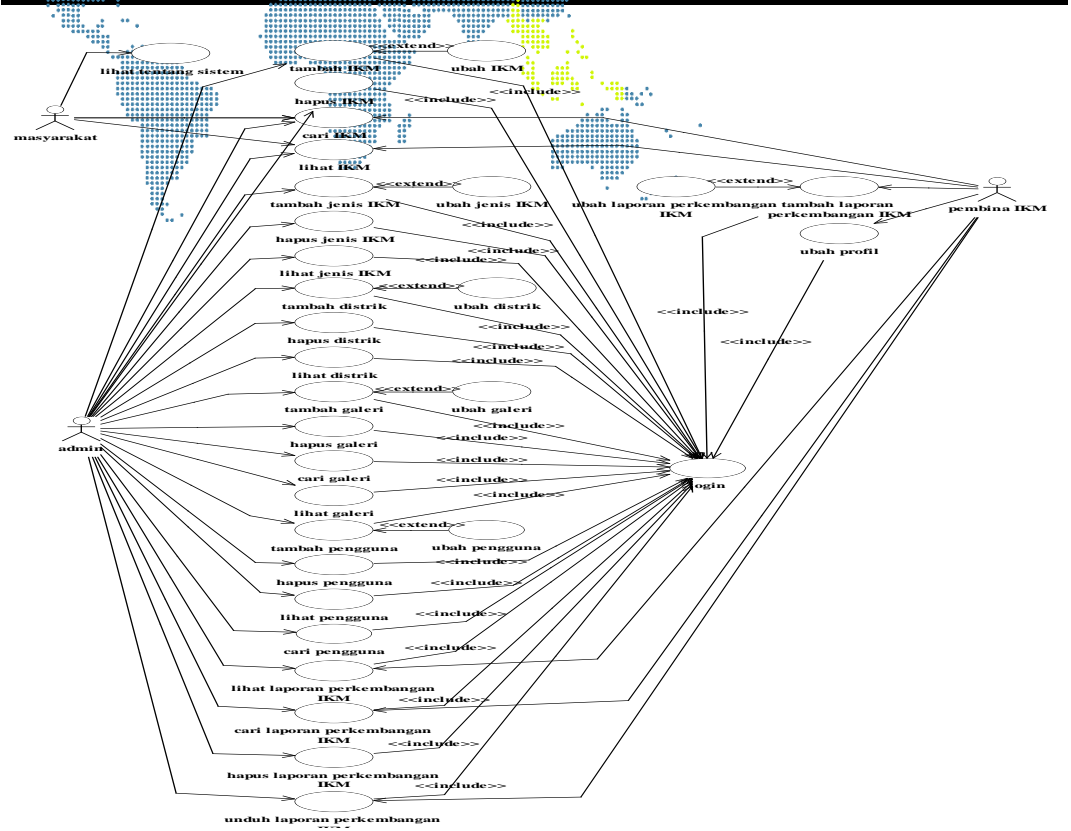 <<extend>>
lihat tentang sistem
tambah IKM
ubah IKM
<<include>>
<<include>>
hapus IKM
masyarakat
cari IKM
lihat IKM
<<extend>>
<<extend>>
tambah jenis IKM
ubah jenis IKM
ubah laporan perkembangan
IKM
tambah laporan
perkembangan IKM
pembina IKM
<<include>>
hapus jenis IKM
<<include>>
ubah profil
<<include>>
lihat jenis IKM
<<extend>>
tambah distrik
ubah distrik
<<include>>
<<include>>
hapus distrik
<<include>>
<<include>>
<<include>>
lihat distrik
<<extend>>
tambah galeri
ubah galeri
<<include>>
<<include>>
hapus galeri
admin
<<include>>
cari galeri
ogin
<<include>>
lihat galeri
<<extend>>
tambah pengguna
ubah pengguna
<<include>>
hapus pengguna
<<include>>
lihat pengguna
<<include>>
cari pengguna
<<include>>
lihat laporan perkembangan
IKM
<<include>>
cari laporan perkembangan
IKM
<<include>>
hapus laporan perkembangan
IKM
<<include>>
unduh laporan perkembangan
IKM